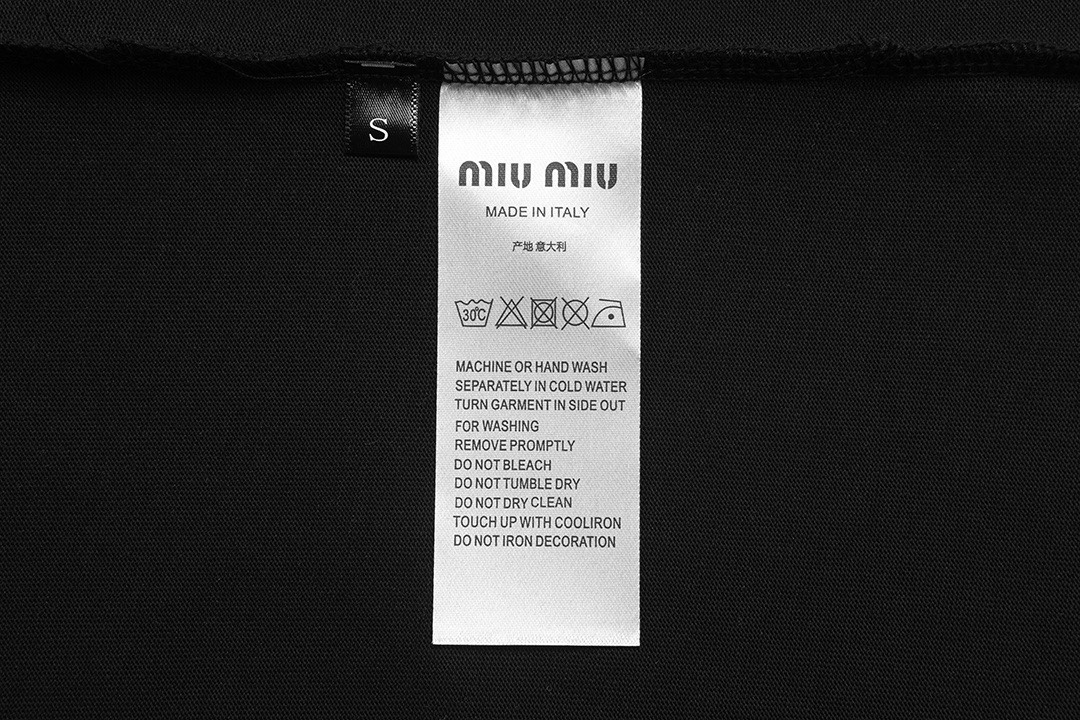 S
MIU MIU
MADE IN ITALY
产地 意大利
30°C
MACHINE OR HAND WASH
SEPARATELY IN COLD WATER
TURN GARMENT IN SIDE OUT
FOR WASHING
REMOVE PROMPTLY
DO NOT BLEACH
DO NOT TUMBLE DRY
DO NOT DRY CLEAN
TOUCH UP WITH COOLIRON
DO NOT IRON DECORATION